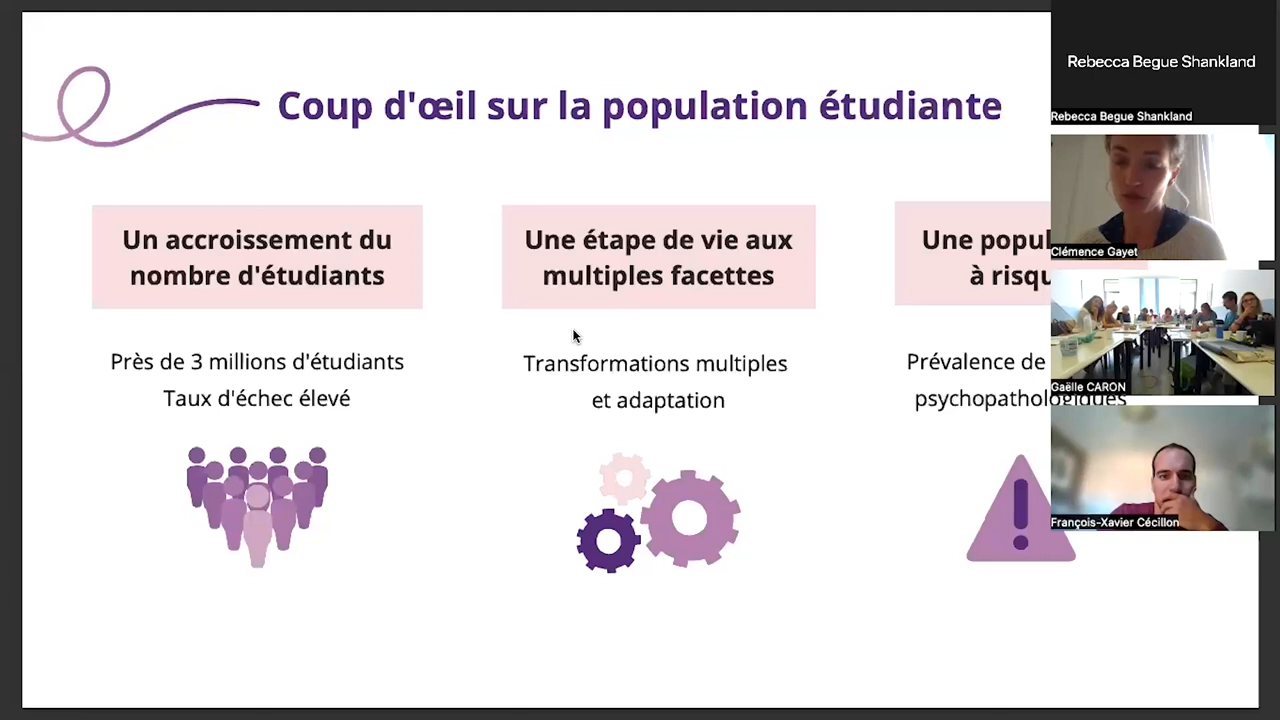 Coup d'œil sur la population étudiante
Un accroissement du
nombre d'étudiants
Près de 3 millions d'étudiants
Taux d'échec élevé
Une étape de vie aux
multiples facettes
Transformations multiples
et adaptation
Une
à
Prévalence de
psychopathologiques
Rebecca Begue Shankland
Rebecca Begue Shankland
Clémence Gayet
Gaëlle CARON
François-Xavier Cécillon